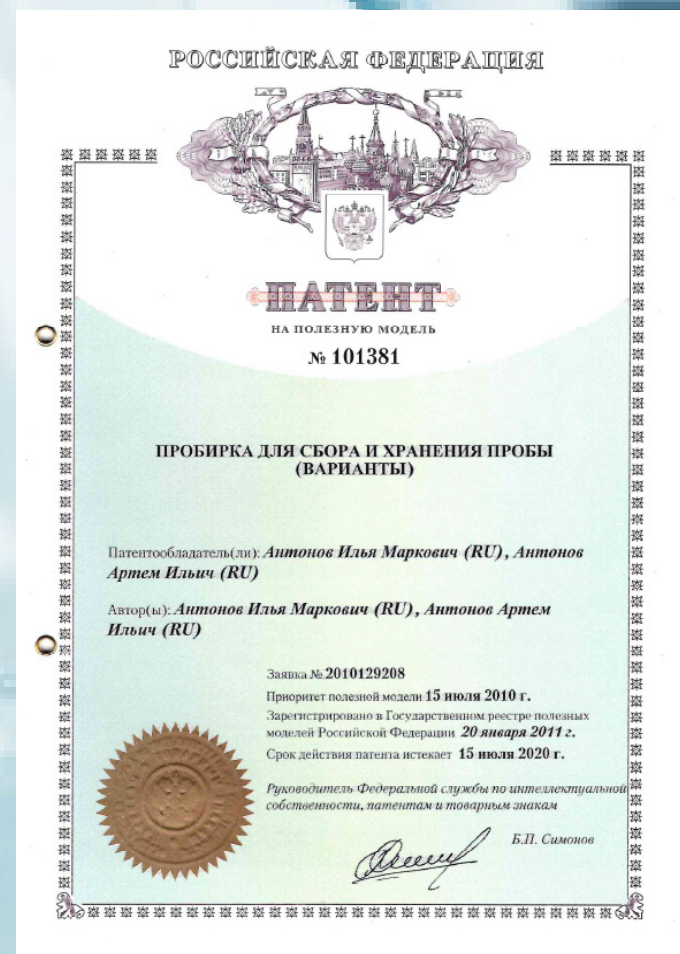 РОССИЙСКАЯ ФЕДЕРАЦИЯ
ПАТЕНТ
НА ПОЛЕЗНУЮ МОДЕЛЬ
№ 101381
ПРОБИРКА ДЛЯ СБОРА И ХРАНЕНИЯ ПРОБЫ
(ВАРИАНТЫ)
Патентообладатель(ли): Антонов Илья Маркович (RU), Антонов
Артем Ильич (RU)
Автор(ы): Антонов Илья Маркович (RU), Антонов Артем
Ильич (RU)
Заявка № 2010129208
Приоритет полезной модели 15 июля 2010 г.
Зарегистрировано в Государственном реестре полезных
моделей Российской Федерации 20 января 2011 г.
Срок действия патента истекает 15 июля 2020 г.
Руководитель Федеральной службы по интеллектуальной
собственности, патентам и товарным знакам
Б.П. Симонов